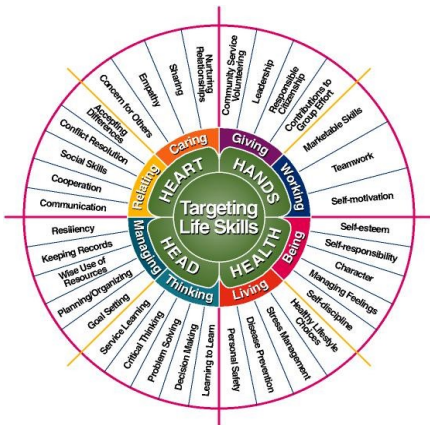 Targeting
Life Skills
HEART
HANDS
HEALTH
HEAD
Relating
Caring
Giving
Working
Being
Living
Thinking
Managing
Communication
Cooperation
Social Skills
Conflict Resolution
Accepting
Differences
Concern for Others
Empathy
Sharing
Nurturing
Relationships
Community Service
Volunteering
Leadership
Responsible
Citizenship
Contributions to
Group Effort
Marketable Skills
Teamwork
Self-motivation
Self-esteem
Self-responsibility
Character
Managing Feelings
Self-discipline
Healthy Lifestyle
Choices
Stress Management
Disease Prevention
Personal Safety
Learning to Learn
Decision Making
Problem Solving
Critical Thinking
Service Learning
Goal Setting
Planning/Organizing
Wise Use of
Resources
Keeping Records
Resiliency